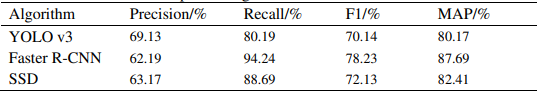 Algorithm Precision/% Recall/% F1/% MAP/%
YOLO v3 69.13 80.19 70.14 80.17
Faster R-CNN 62.19 94.24 78.23 87.69
SSD 63.17 88.69 72.13 82.41